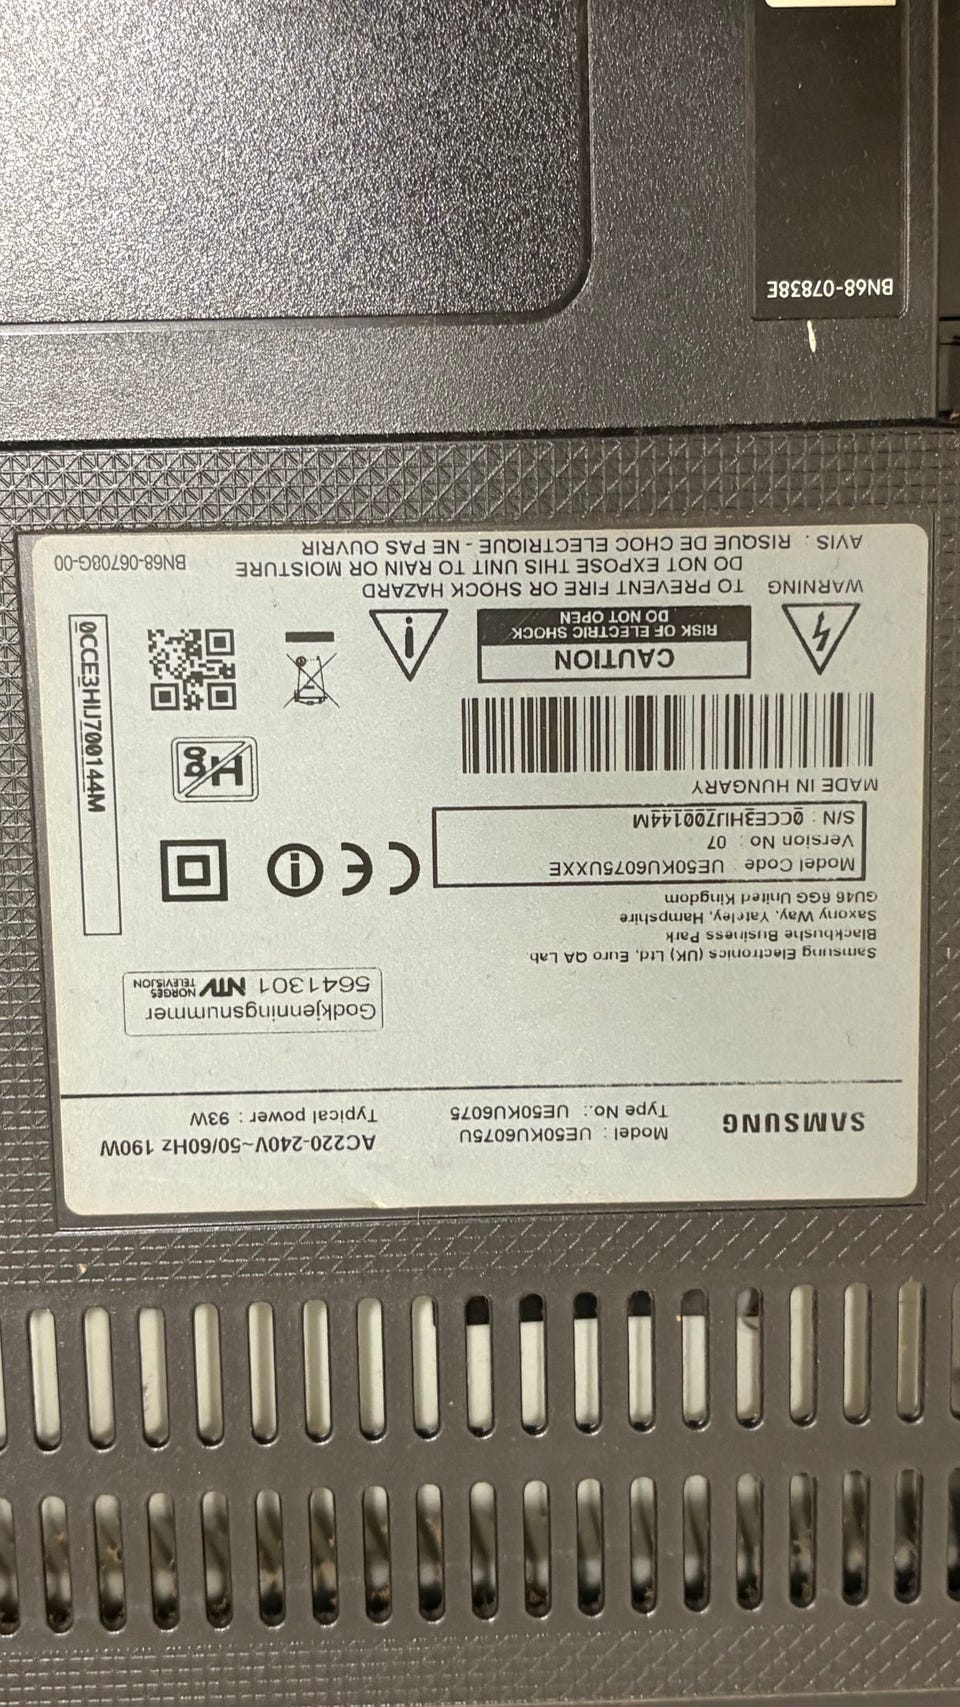 SAMSUNG
Model : UE50KU6075U
Type No.: UE50KU6075
AC220-240V~50/60Hz 190W
Typical power : 93W
Godkjenningsnummer
5641301 NTV NORGES TELEVISJON
Samsung Electronics (UK) Ltd, Euro QA Lab.
Blackbushe Business Park
Saxony Way, Yateley, Hampshire
GU46 6GG United Kingdom
Model Code : UE50KU6075UXXE
Version No : 07
S/N : 0CCE3HIJ700144M
MADE IN HUNGARY
CE
Hg
0CCE3HIJ700144M
CAUTION
RISK OF ELECTRIC SHOCK
DO NOT OPEN
WARNING : TO PREVENT FIRE OR SHOCK HAZARD
DO NOT EXPOSE THIS UNIT TO RAIN OR MOISTURE
AVIS : RISQUE DE CHOC ELECTRIQUE - NE PAS OUVRIR
BN68-06708G-00
BN68-07838E